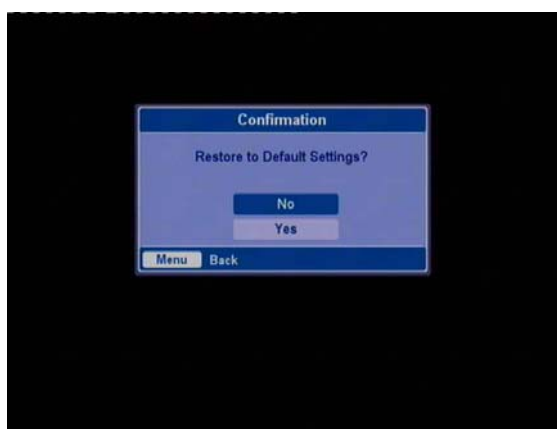 Confirmation
Restore to Default Settings?
No
Yes
Menu Back